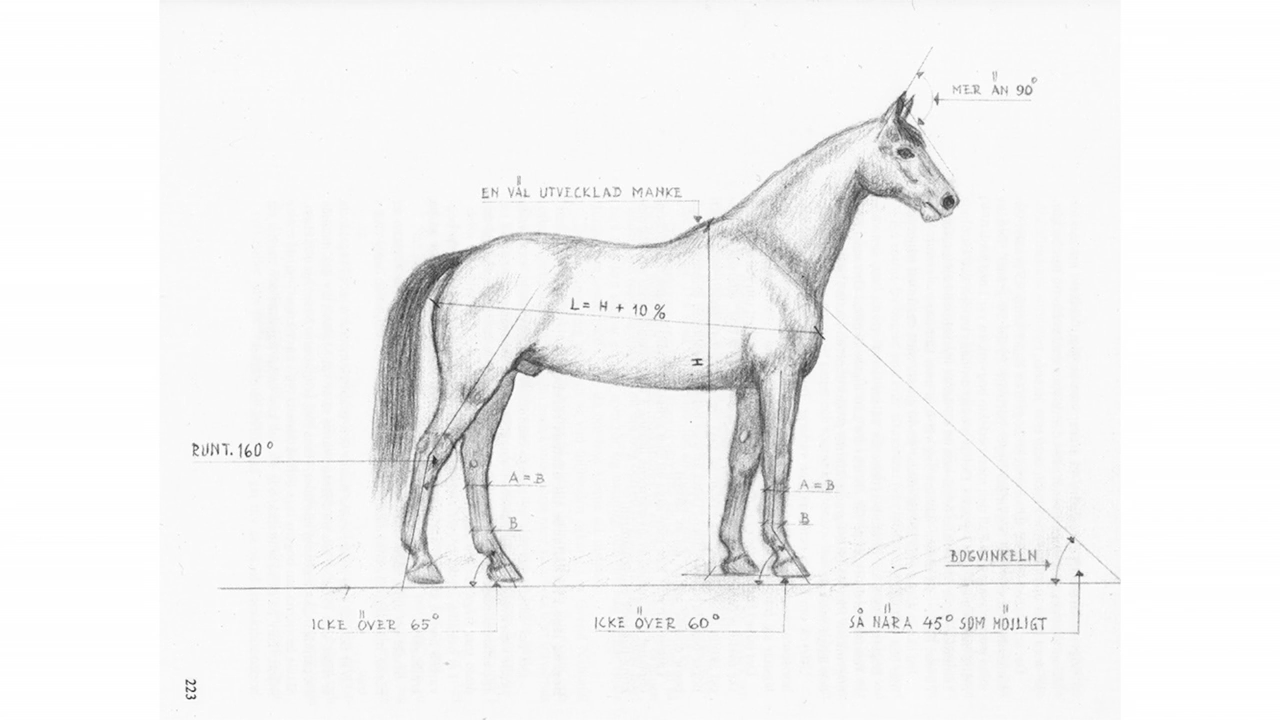 MER ÄN 90°
EN VÄL UTVECKLAD MANKE
L = H + 10 %
H
RUNT. 160°
A = B
A = B
B
B
BOGVINKELN
ICKE ÖVER 65°
ICKE ÖVER 60°
SÅ NÄRA 45° SOM MÖJLIGT
223